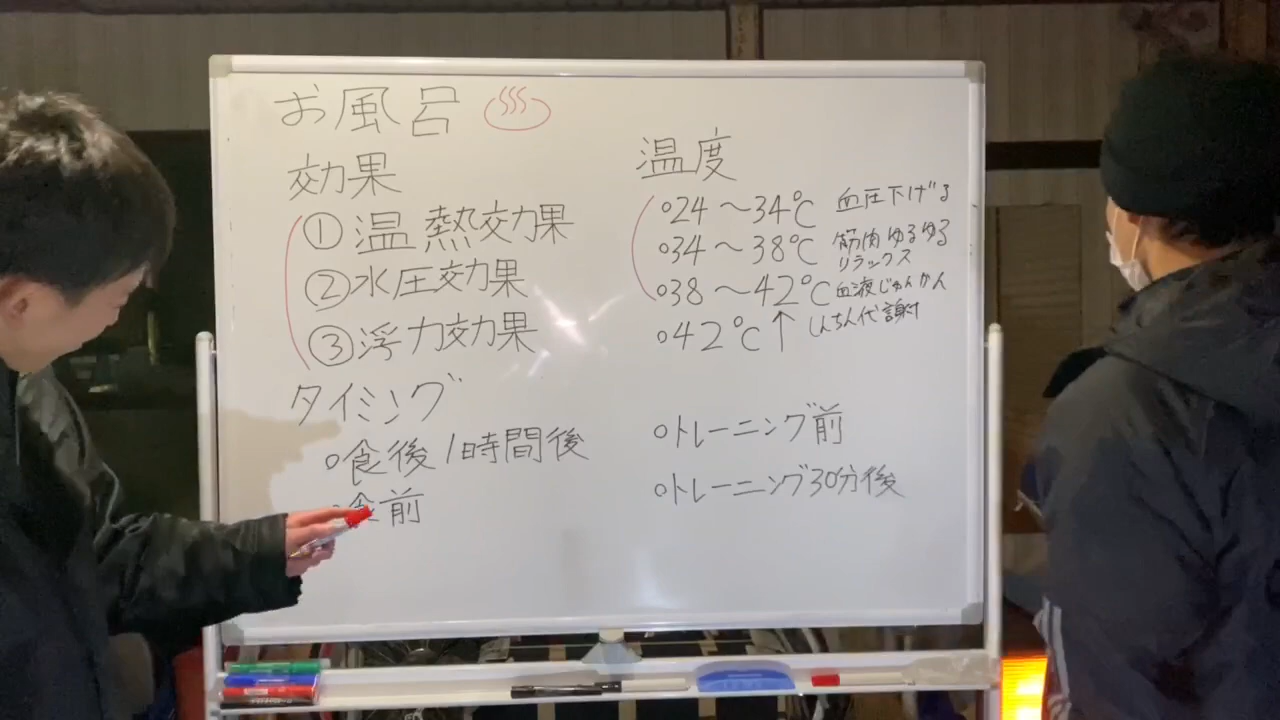 お風呂
効果
①温熱効果
②水圧効果
③浮力効果
タイミング
○食後1時間後
○食前
温度
○24〜34℃ 血圧下げる
○34〜38℃ 筋肉ゆるゆる
リラックス
○38〜42℃ 血液じゅんかん
○42℃↑ しんちん代謝
○トレーニング前
○トレーニング30分後